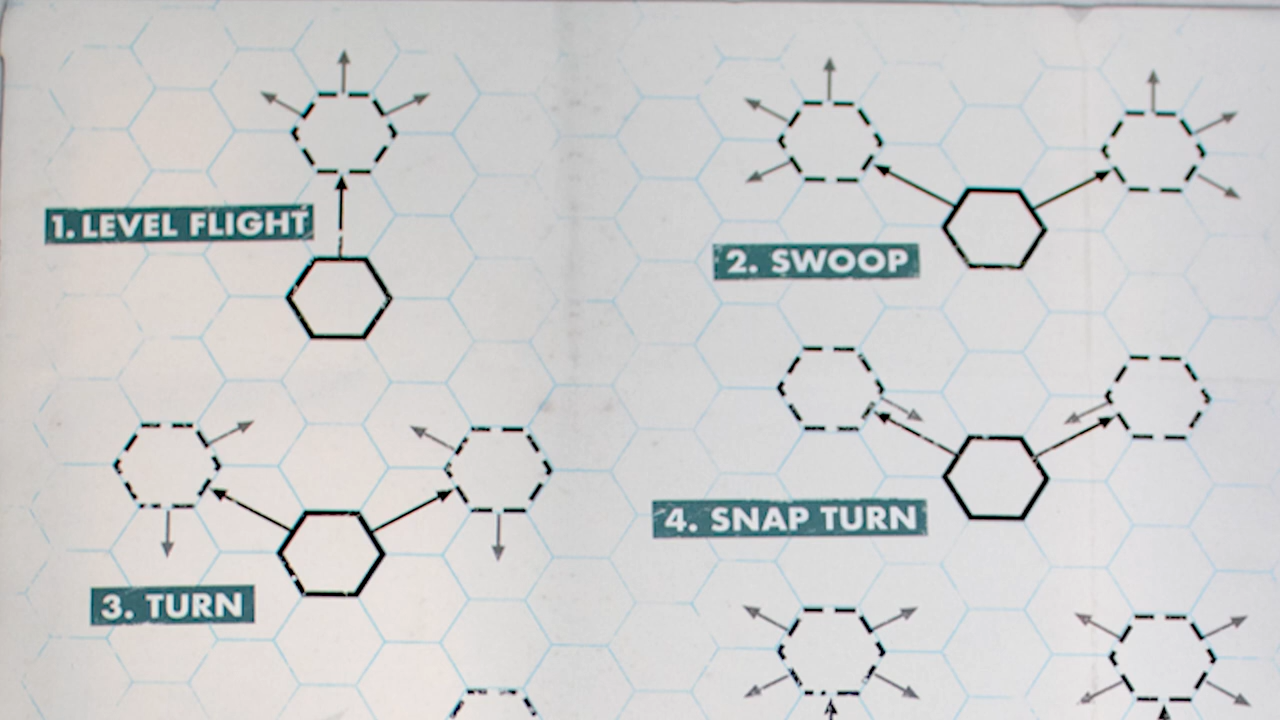 1. LEVEL FLIGHT
2. SWOOP
3. TURN
4. SNAP TURN